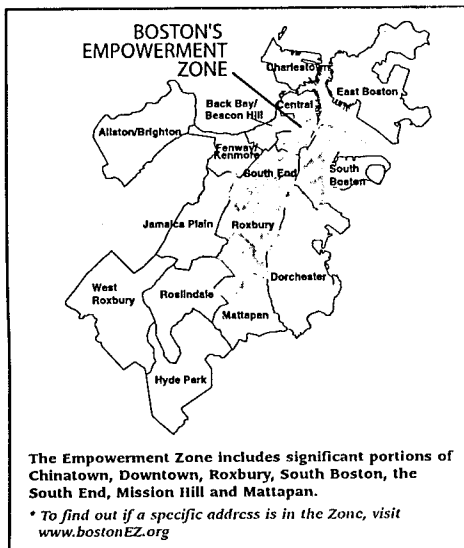 BOSTON'S
EMPOWERMENT
ZONE
Charlestown
East Boston
Central
Back Bay/
Beacon Hill
Allston/Brighton
Fenway/
Kenmore
South End
South
Boston
Jamaica Plain
Roxbury
Dorchester
West
Roxbury
Roslindale
Mattapan
Hyde Park
The Empowerment Zone includes significant portions of
Chinatown, Downtown, Roxbury, South Boston, the
South End, Mission Hill and Mattapan.
* To find out if a specific address is in the Zone, visit
www.bostonEZ.org